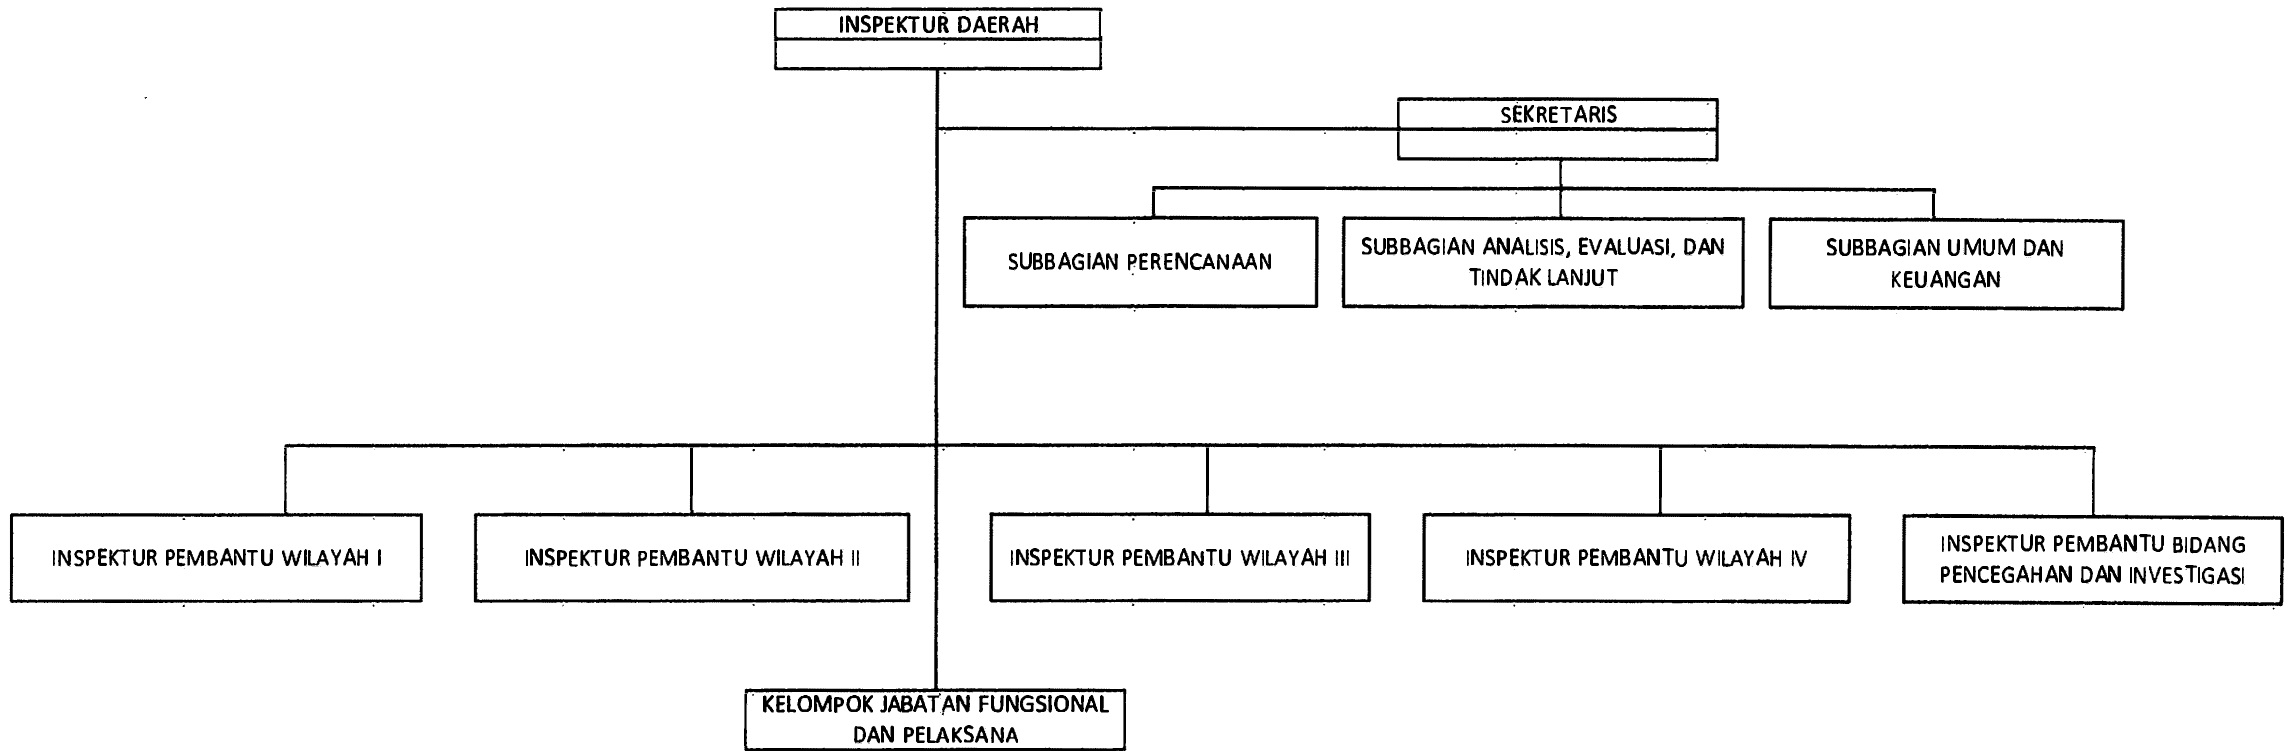 INSPEKTUR DAERAH
SEKRETARIS
SUBBAGIAN PERENCANAAN
SUBBAGIAN ANALISIS, EVALUASI, DAN
TINDAK LANJUT
SUBBAGIAN UMUM DAN
KEUANGAN
INSPEKTUR PEMBANTU WILAYAH I
INSPEKTUR PEMBANTU WILAYAH II
INSPEKTUR PEMBANTU WILAYAH III
INSPEKTUR PEMBANTU WILAYAH IV
INSPEKTUR PEMBANTU BIDANG
PENCEGAHAN DAN INVESTIGASI
KELOMPOK JABATAN FUNGSIONAL
DAN PELAKSANA